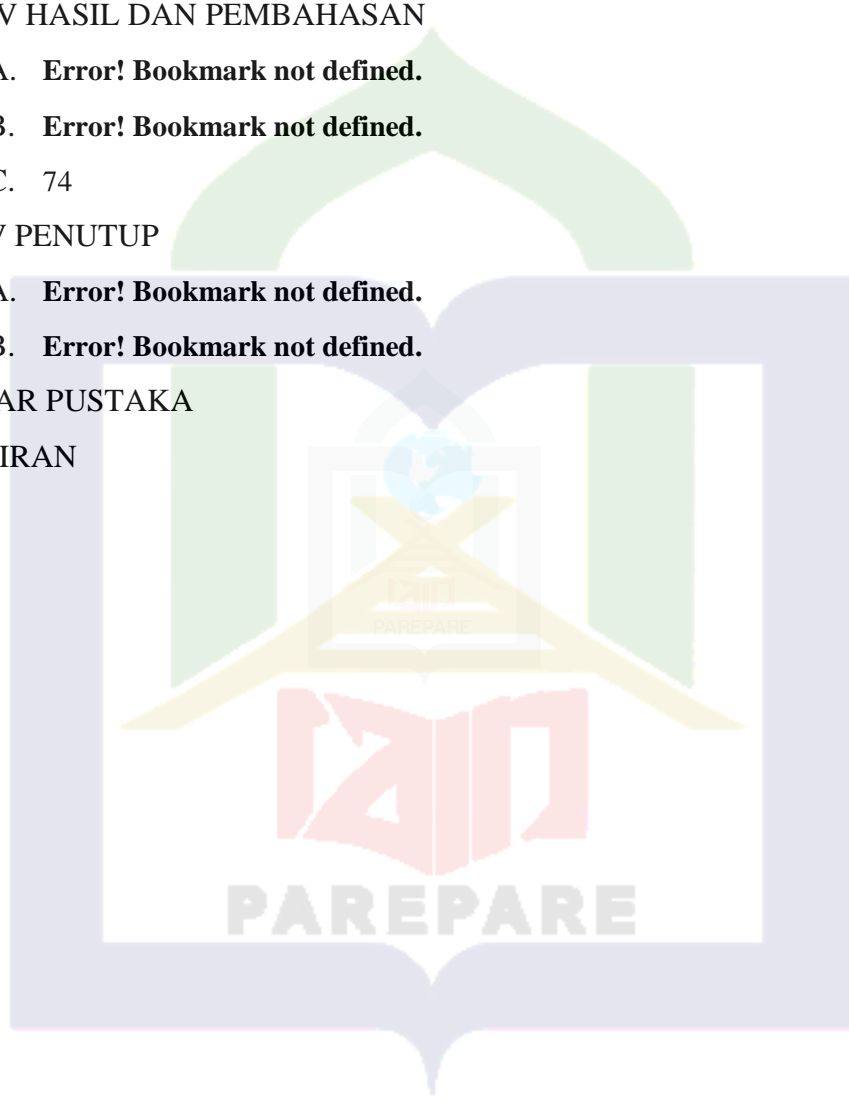 V HASIL DAN PEMBAHASAN
A. Error! Bookmark not defined.
B. Error! Bookmark not defined.
C. 74
V PENUTUP
A. Error! Bookmark not defined.
B. Error! Bookmark not defined.
AR PUSTAKA
IRAN
PAREPARE
PAREPARE